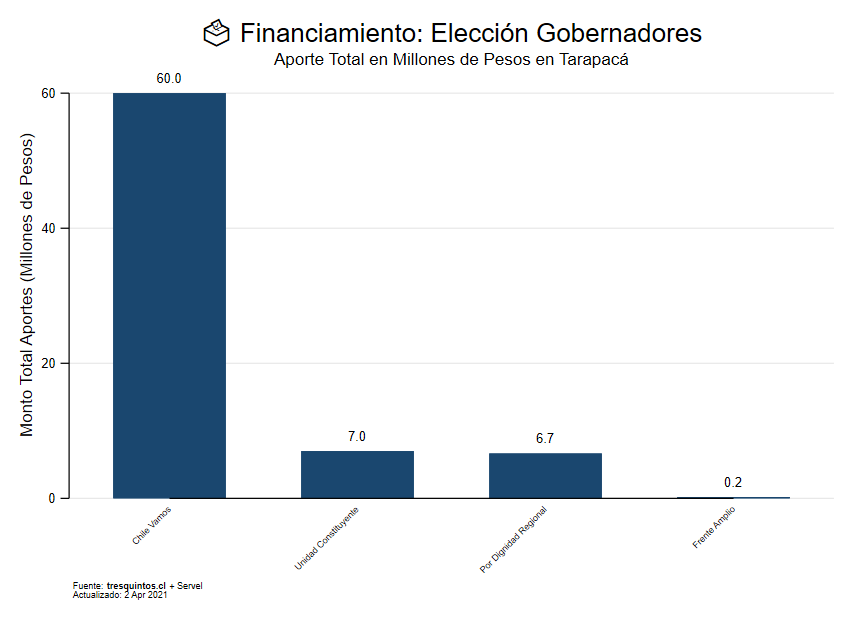 Financiamiento: Elección Gobernadores
Aporte Total en Millones de Pesos en Tarapacá
Monto Total Aportes (Millones de Pesos)
60
40
20
0
60.0
7.0
6.7
0.2
Chile Vamos
Unidad Constituyente
Por Dignidad Regional
Frente Amplio
Fuente: tresquintos.cl + Servel
Actualizado: 2 Apr 2021